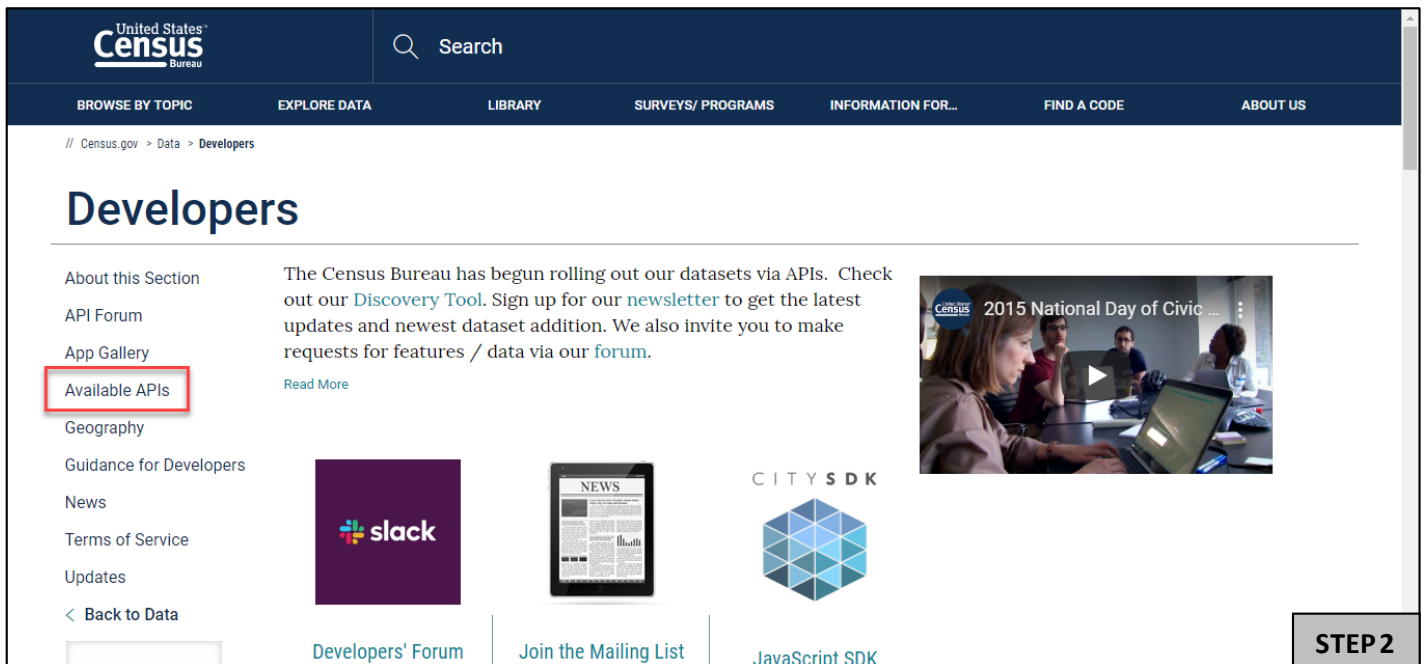 United States™
Census
Bureau
Search
BROWSE BY TOPIC
EXPLORE DATA
LIBRARY
SURVEYS/ PROGRAMS
INFORMATION FOR...
FIND A CODE
ABOUT US
// Census.gov > Data > Developers
Developers
About this Section
API Forum
App Gallery
Available APIs
Geography
Guidance for Developers
News
Terms of Service
Updates
< Back to Data
The Census Bureau has begun rolling out our datasets via APIs. Check
out our Discovery Tool. Sign up for our newsletter to get the latest
updates and newest dataset addition. We also invite you to make
requests for features / data via our forum.
Read More
Census
2015 National Day of Civic ...
slack
NEWS
CITYSDK
Developers' Forum
Join the Mailing List
JavaScript SDK
STEP 2